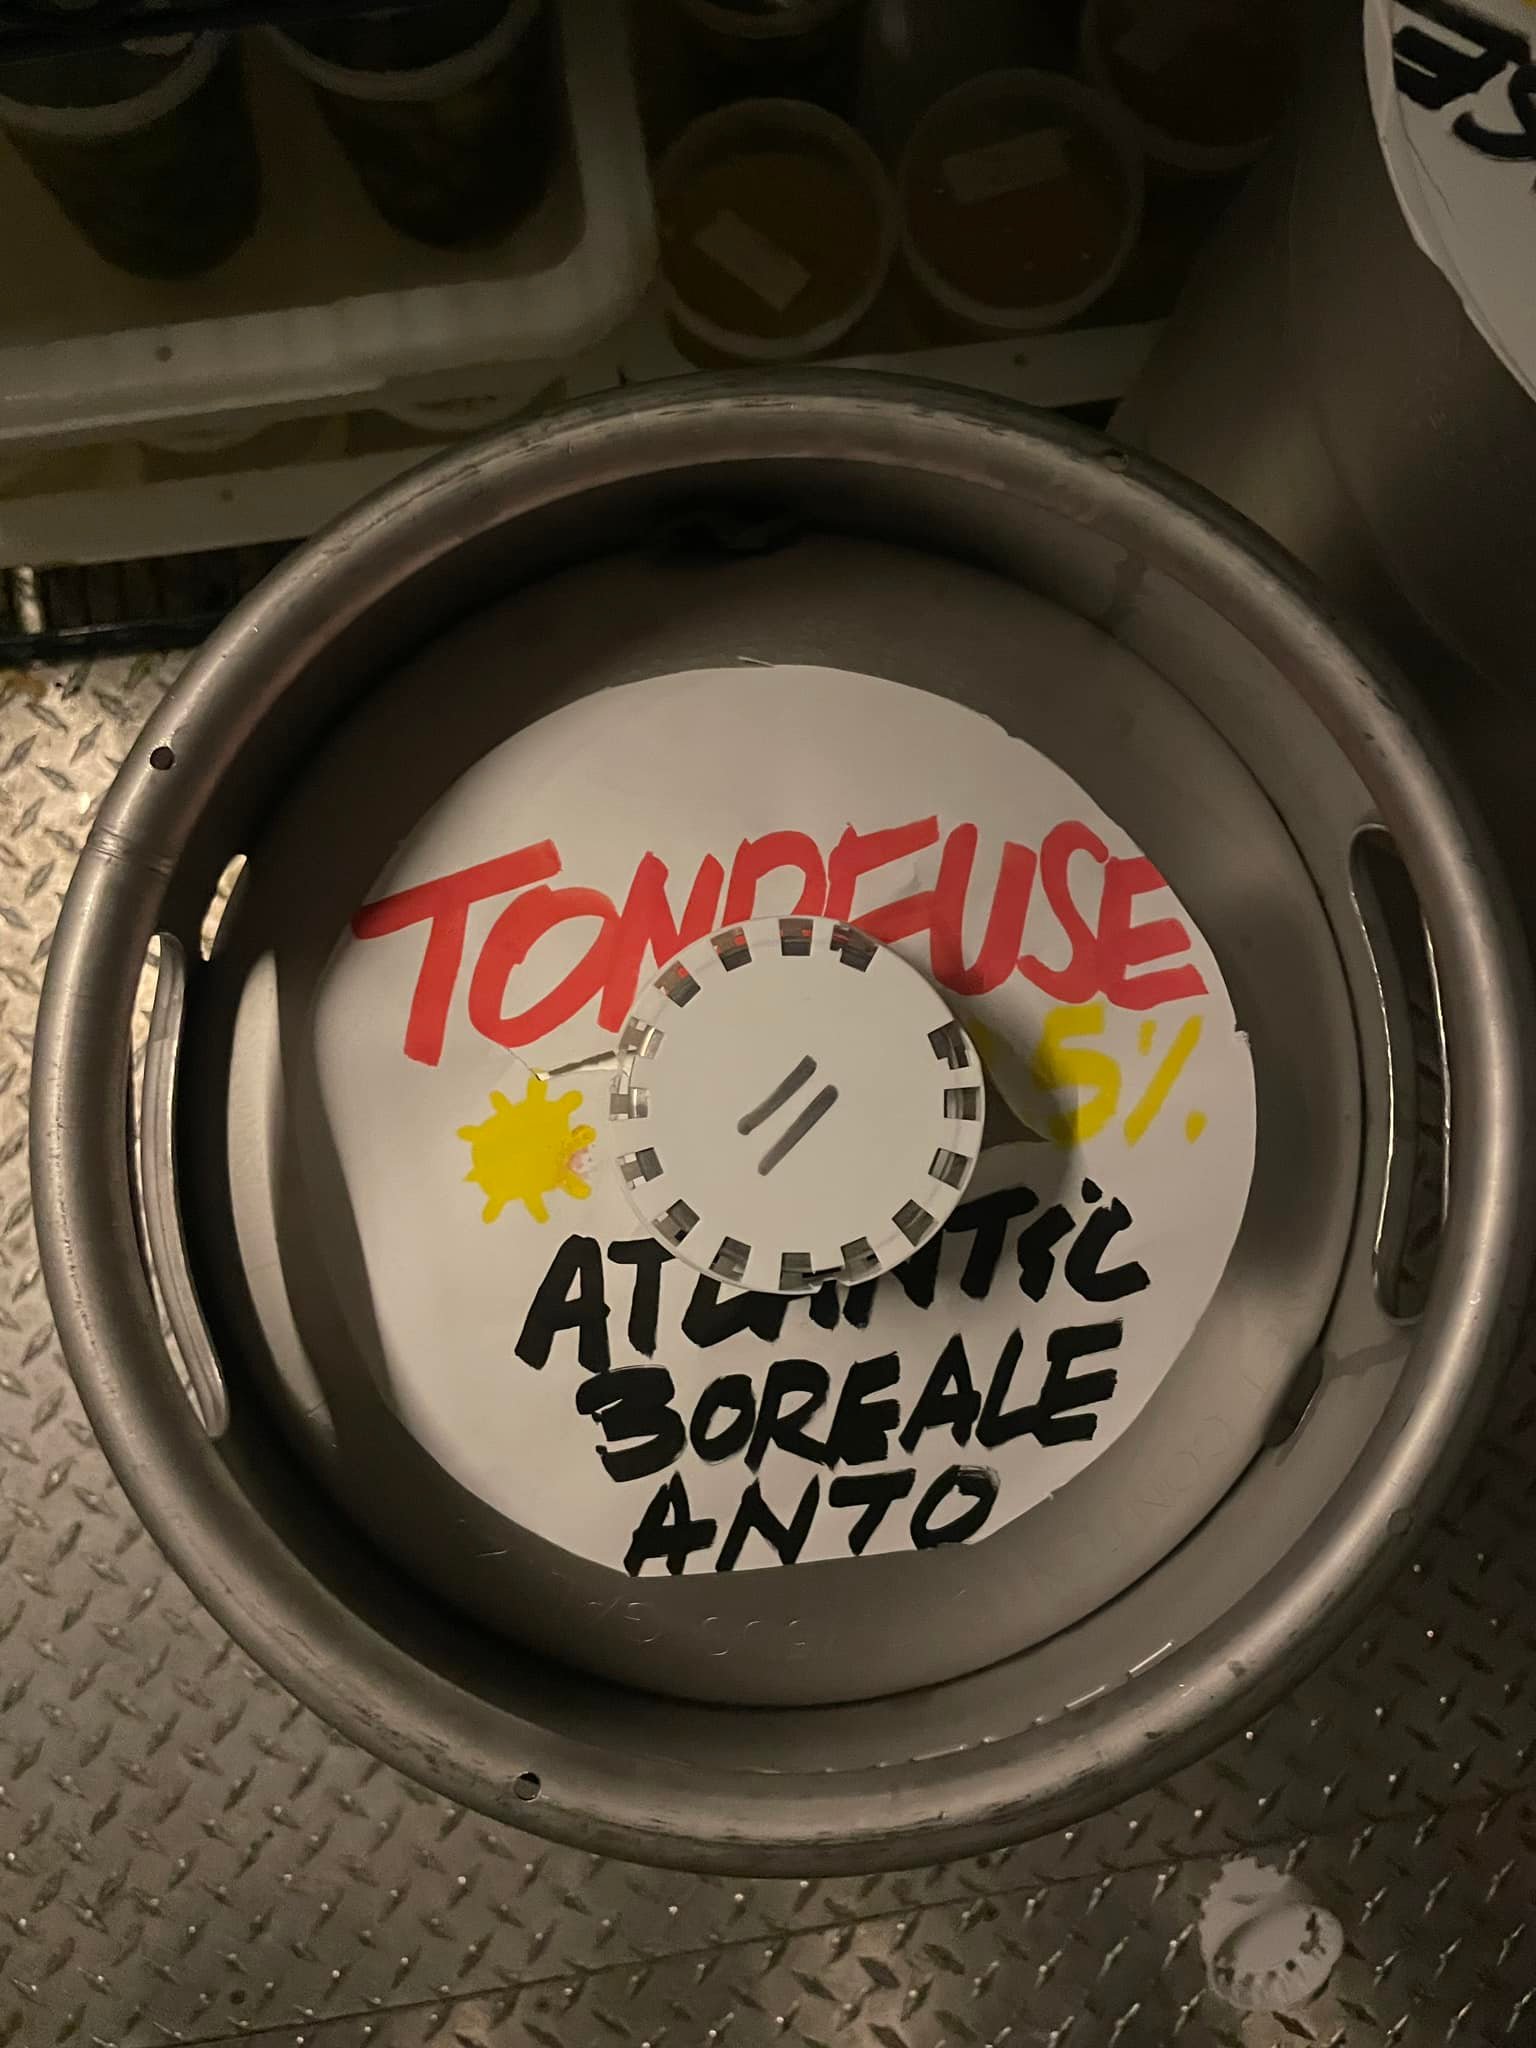 TONDEUSE
5%
ATLANTIC
BOREALE
ANTO